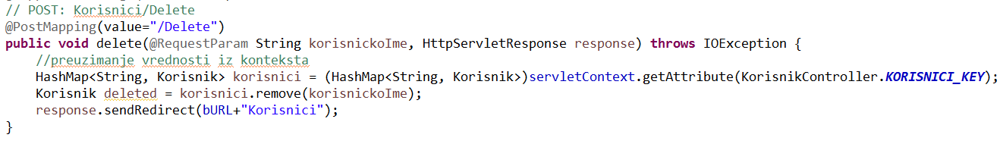 // POST: Korisnici/Delete
@PostMapping(value="/Delete")
public void delete(@RequestParam String korisnickoIme, HttpServletResponse response) throws IOException {
//preuzimanje vrednosti iz konteksta
HashMap<String, Korisnik> korisnici = (HashMap<String, Korisnik>)servletContext.getAttribute(KorisnikController.KORISNICI_KEY);
Korisnik deleted = korisnici.remove(korisnickoIme);
response.sendRedirect(bURL+"Korisnici");
}